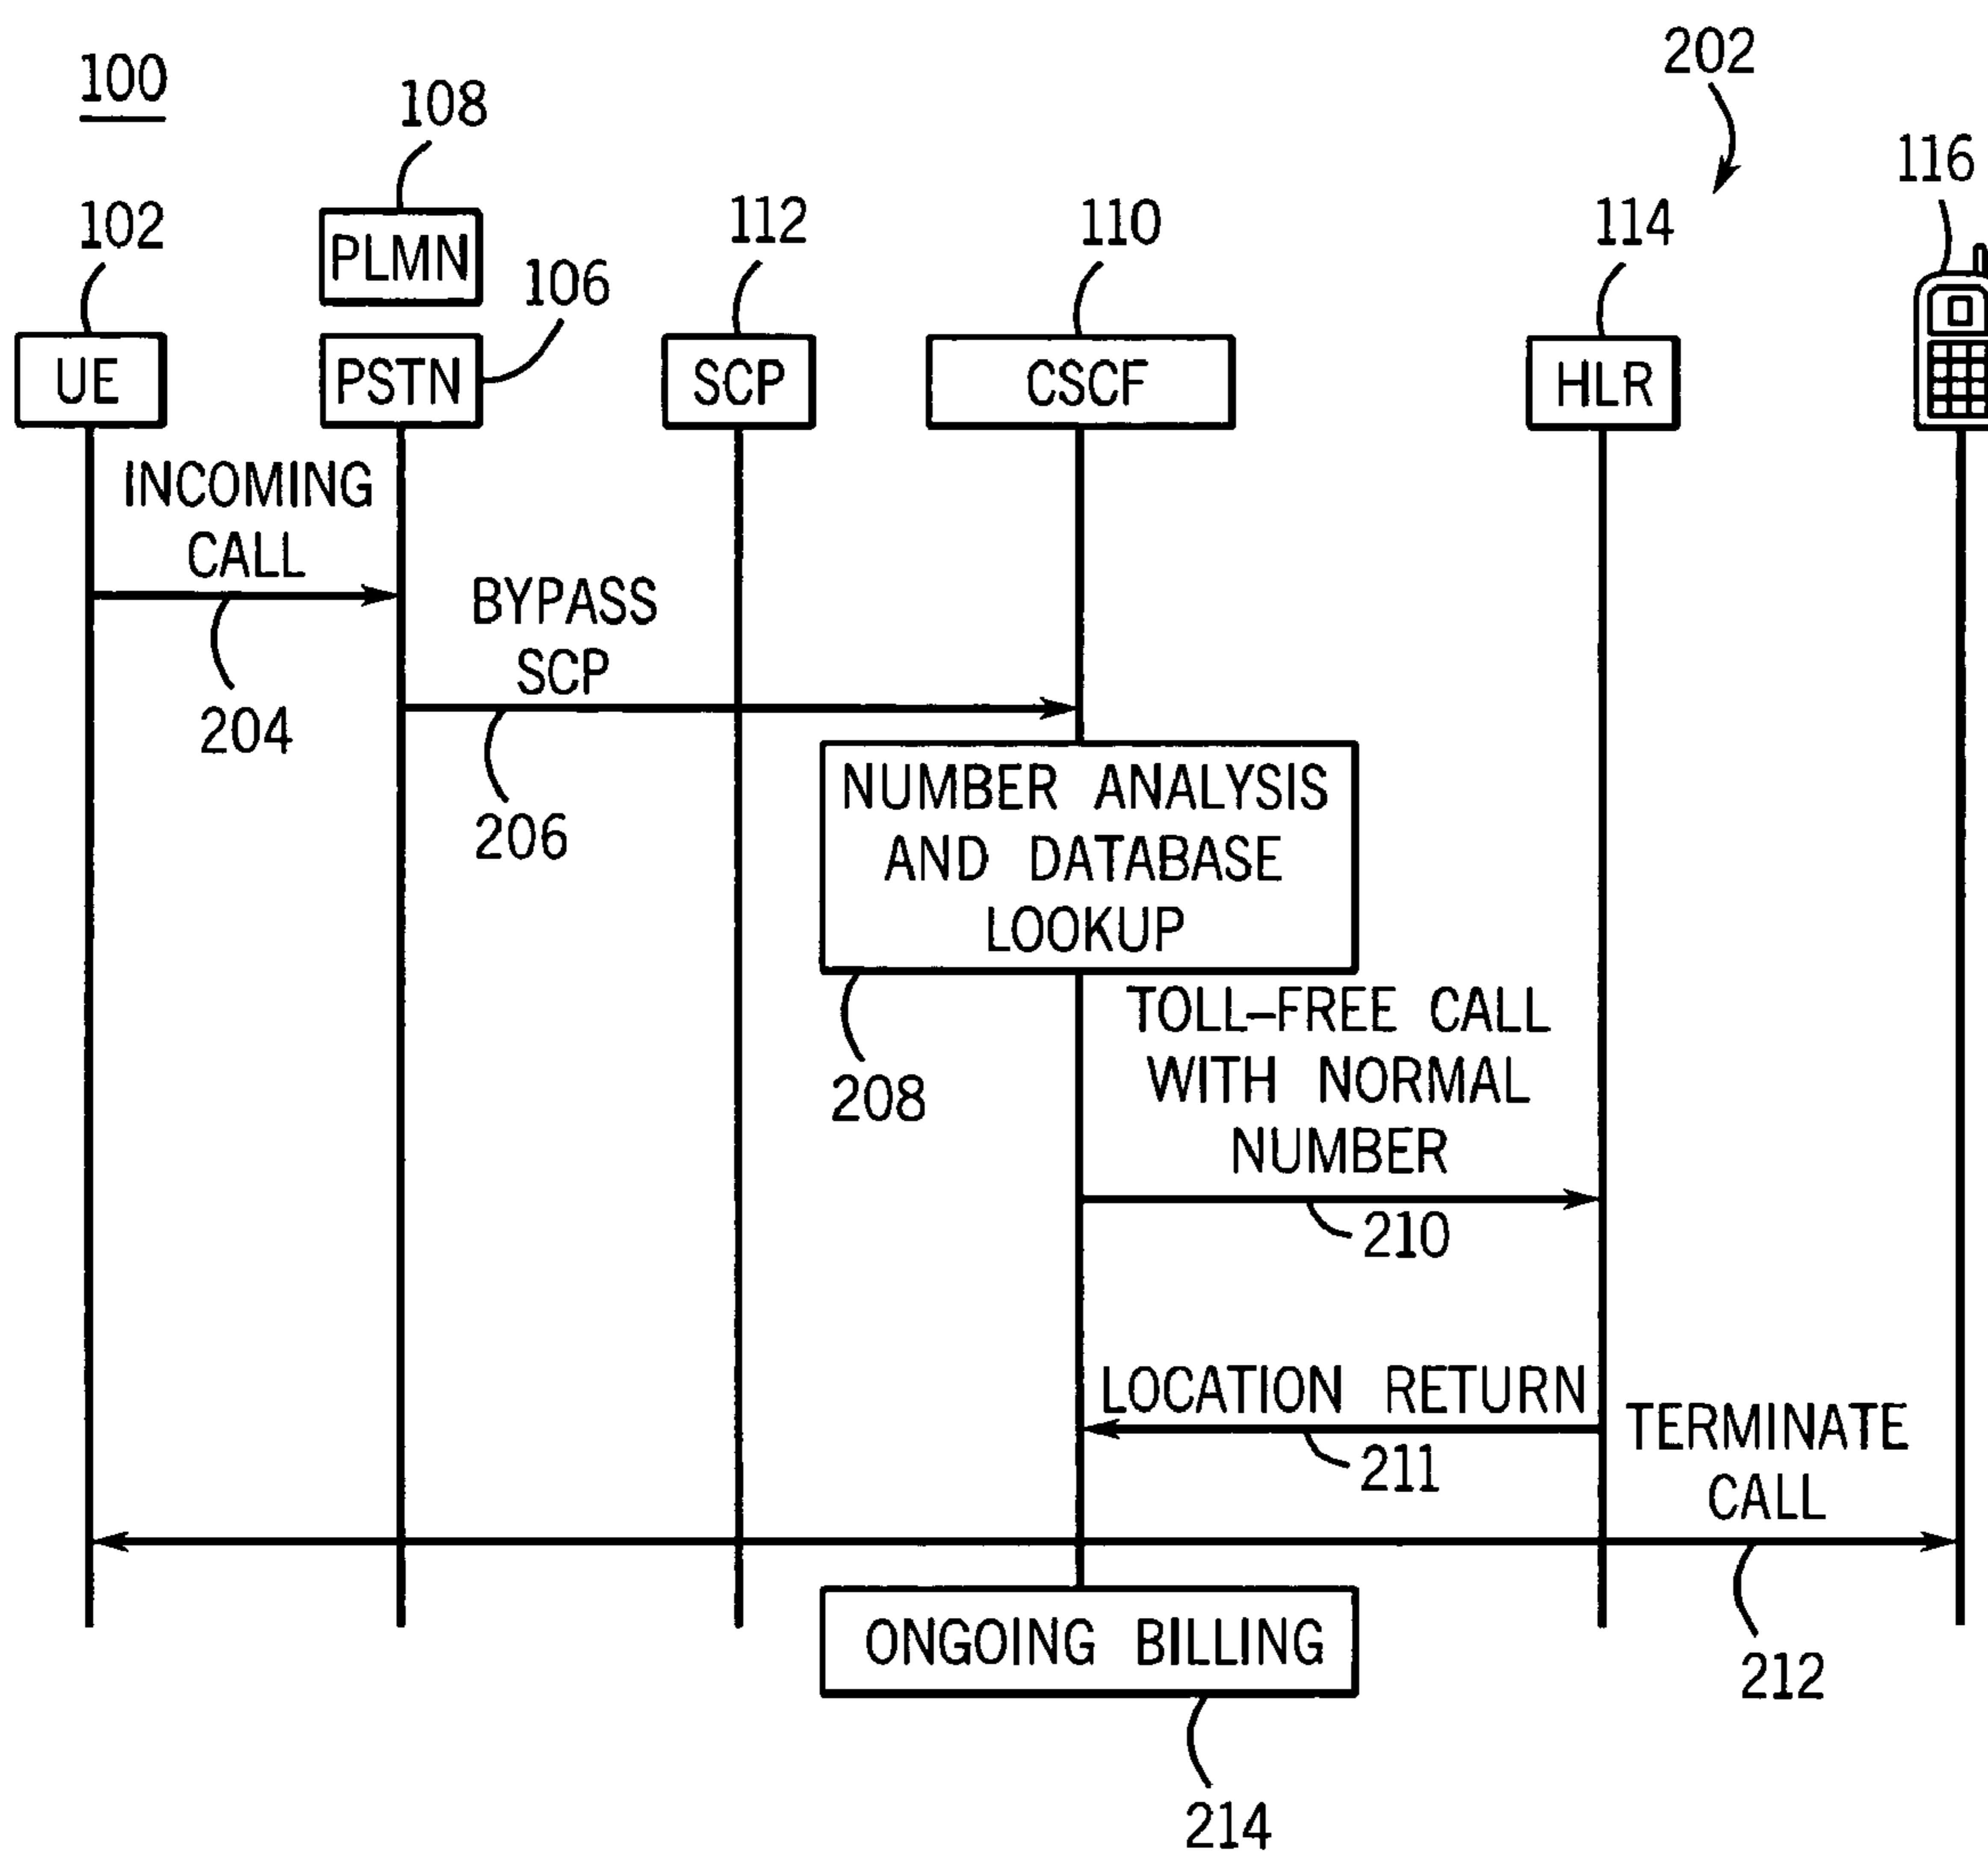 100
202
108
116
102
112
110
114
PLMN
106
UE
PSTN
SCP
CSCF
HLR
INCOMING
CALL
BYPASS
SCP
204
206
NUMBER ANALYSIS
AND DATABASE
LOOKUP
208
TOLL-FREE CALL
WITH NORMAL
NUMBER
210
LOCATION RETURN
211
TERMINATE
CALL
212
ONGOING BILLING
214